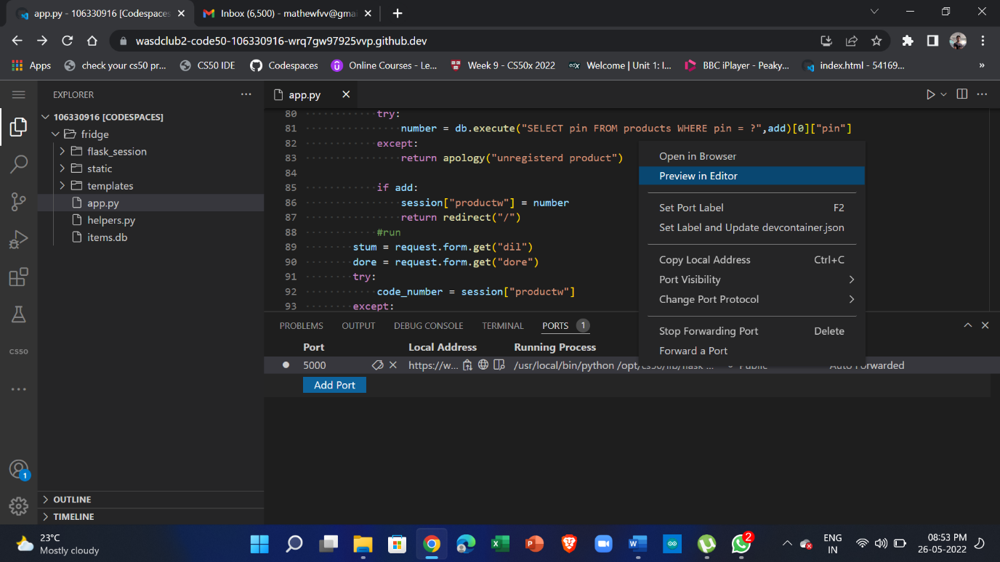 app.py - 106330916 [Codespaces
Inbox (6,500) - mathewfvv@gmai
wasdclub2-code50-106330916-wrq7gw97925vvp.github.dev
Apps
check your cs50 pr...
CS50 IDE
Codespaces
Online Courses - Le...
Week 9 - CS50x 2022
edx
Welcome | Unit 1: I...
BBC iPlayer - Peaky...
index.html - 54169...
»
EXPLORER
106330916 [CODESPACES]
fridge
flask_session
static
templates
app.py
helpers.py
items.db
CS50
1
OUTLINE
TIMELINE
app.py
80 try:
81 number = db.execute("SELECT pin FROM products WHERE pin = ?",add)[0]["pin"]
82 except:
83 return apology("unregisterd product")
84
85 if add:
86 session["productw"] = number
87 return redirect("/")
88 #run
89 stum = request.form.get("dil")
90 dore = request.form.get("dore")
91 try:
92 code_number = session["productw"]
93 except:
Open in Browser
Preview in Editor
Set Port Label F2
Set Label and Update devcontainer.json
Copy Local Address Ctrl+C
Port Visibility
Change Port Protocol
Stop Forwarding Port Delete
Forward a Port
PROBLEMS OUTPUT DEBUG CONSOLE TERMINAL PORTS 1
Port Local Address Running Process
5000 https://w... /usr/local/bin/python /opt/cs50/lib/flask ... Public Auto Forwarded
Add Port
23°C
Mostly cloudy
2
ENG
IN
08:53 PM
26-05-2022